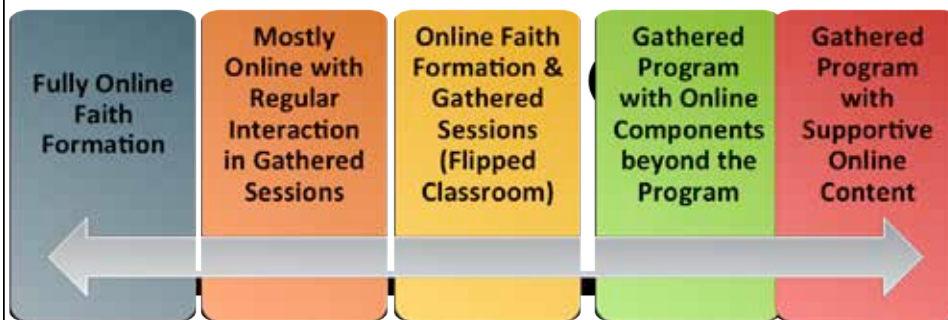 Fully Online
Faith
Formation
Mostly
Online with
Regular
Interaction
in Gathered
Sessions
Online Faith
Formation &
Gathered
Sessions
(Flipped
Classroom)
Gathered
Program
with Online
Components
beyond the
Program
Gathered
Program
with
Supportive
Online
Content